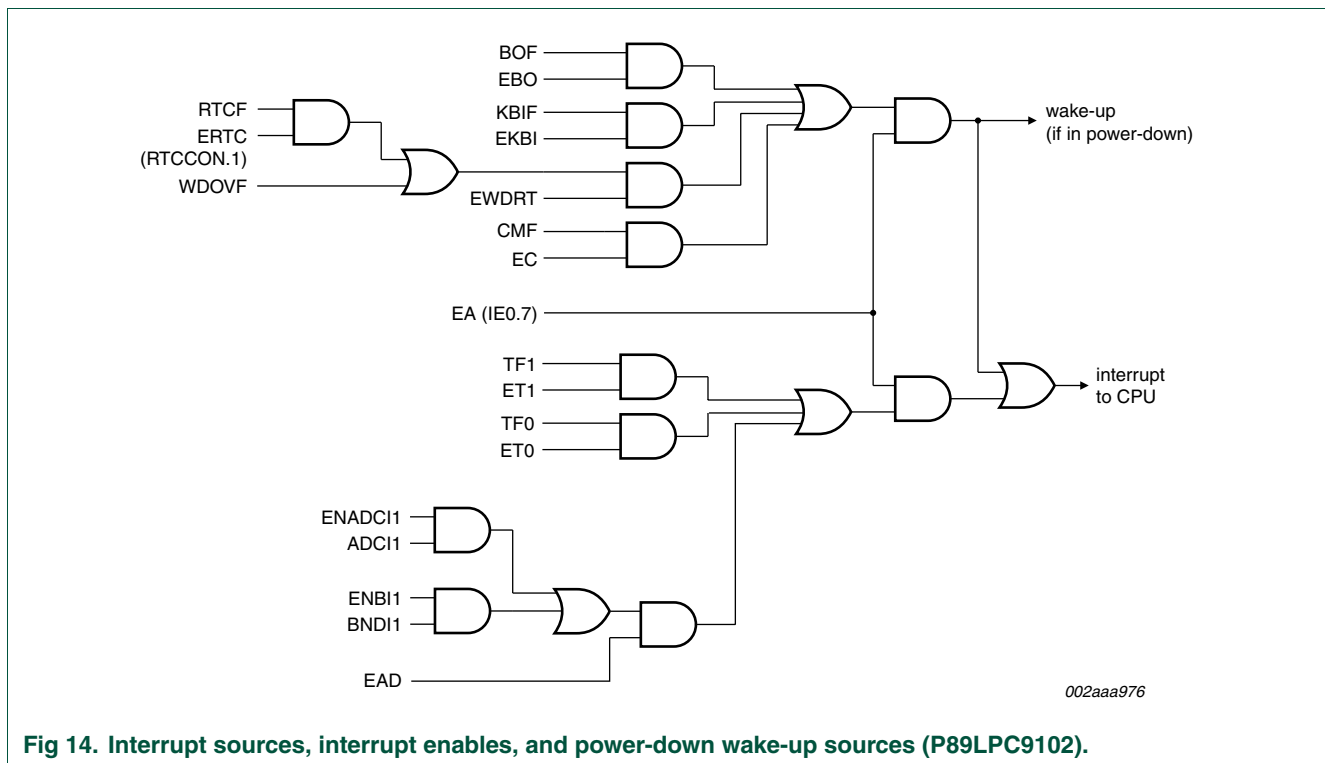 BOF
EBO
RTCF
ERTC
(RTCCON.1)
WDOVF
KBIF
EKBI
EWDRT
CMF
EC
wake-up
(if in power-down)
EA (IE0.7)
TF1
ET1
TF0
ET0
interrupt
to CPU
ENADCI1
ADCI1
ENBI1
BNDI1
EAD
002aaa976
Fig 14. Interrupt sources, interrupt enables, and power-down wake-up sources (P89LPC9102).